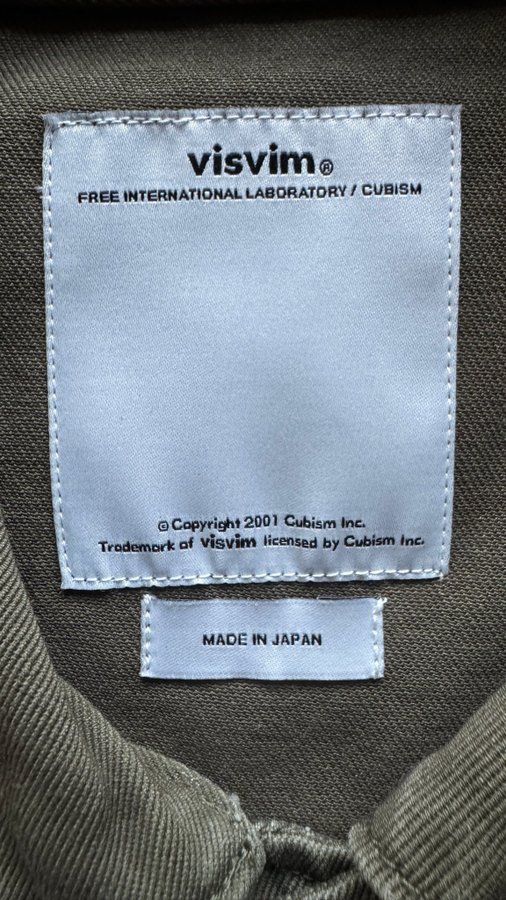 visvim®
FREE INTERNATIONAL LABORATORY / CUBISM
© Copyright 2001 Cubism Inc.
Trademark of visvim licensed by Cubism Inc.
MADE IN JAPAN